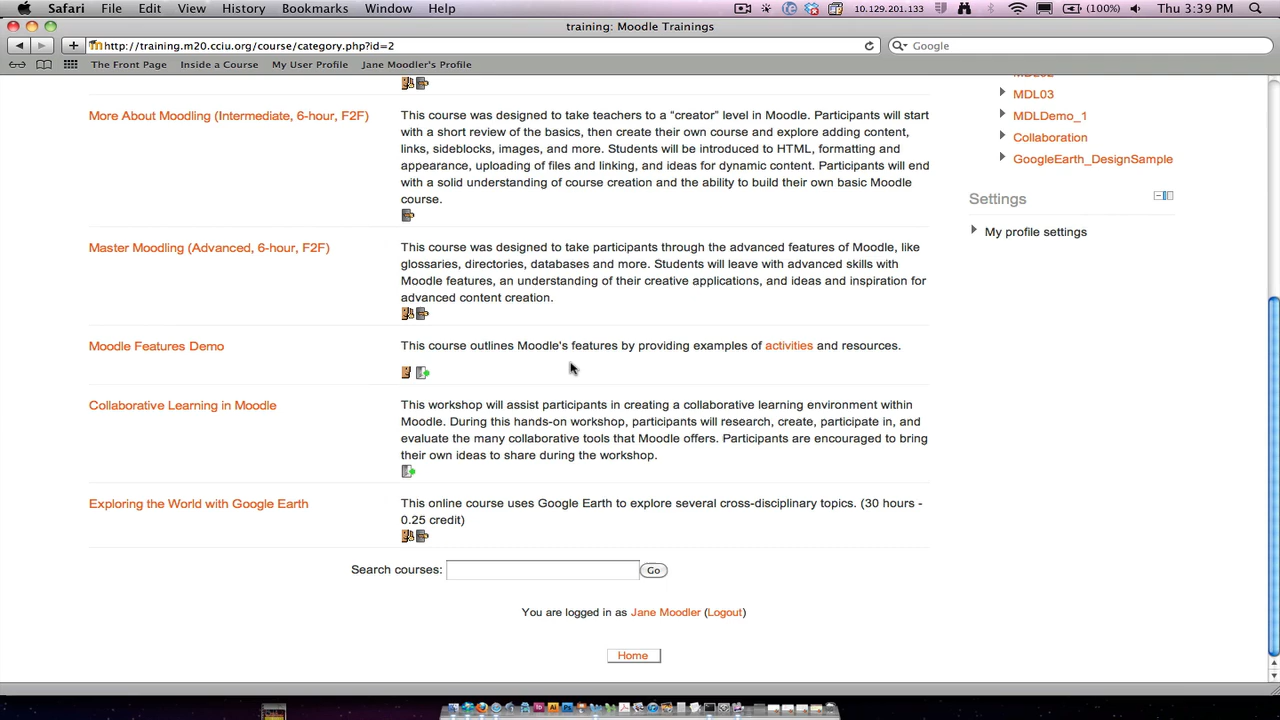 Safari File Edit View History Bookmarks Window Help 10.129.201.133 (100%) Thu 3:39 PM
training: Moodle Trainings
http://training.m20.cciu.org/course/category.php?id=2 Google
The Front Page Inside a Course My User Profile Jane Moodler's Profile
MDL03
MDLDemo_1
Collaboration
GoogleEarth_DesignSample
Settings
My profile settings
More About Moodling (Intermediate, 6-hour, F2F)
This course was designed to take teachers to a "creator" level in Moodle. Participants will start
with a short review of the basics, then create their own course and explore adding content,
links, sideblocks, images, and more. Students will be introduced to HTML, formatting and
appearance, uploading of files and linking, and ideas for dynamic content. Participants will end
with a solid understanding of course creation and the ability to build their own basic Moodle
course.
Master Moodling (Advanced, 6-hour, F2F)
This course was designed to take participants through the advanced features of Moodle, like
glossaries, directories, databases and more. Students will leave with advanced skills with
Moodle features, an understanding of their creative applications, and ideas and inspiration for
advanced content creation.
Moodle Features Demo
This course outlines Moodle's features by providing examples of activities and resources.
Collaborative Learning in Moodle
This workshop will assist participants in creating a collaborative learning environment within
Moodle. During this hands-on workshop, participants will research, create, participate in, and
evaluate the many collaborative tools that Moodle offers. Participants are encouraged to bring
their own ideas to share during the workshop.
Exploring the World with Google Earth
This online course uses Google Earth to explore several cross-disciplinary topics. (30 hours -
0.25 credit)
Search courses: Go
You are logged in as Jane Moodler (Logout)
Home